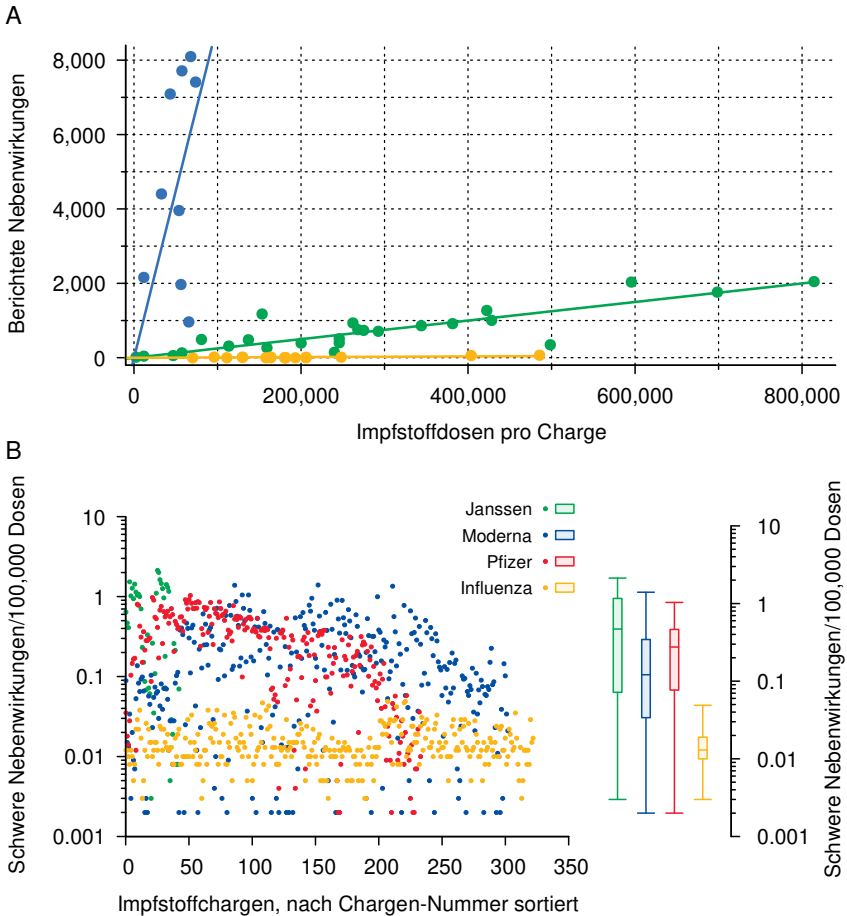 A
Berichtete Nebenwirkungen
8,000
6,000
4,000
2,000
0
0 200,000 400,000 600,000 800,000
Impfstoffdosen pro Charge
B
Schwere Nebenwirkungen/100,000 Dosen
10
1
0.1
0.01
0.001
0 50 100 150 200 250 300 350
Impfstoffchargen, nach Chargen-Nummer sortiert
Janssen
Moderna
Pfizer
Influenza
10
1
0.1
0.01
0.001
Schwere Nebenwirkungen/100,000 Dosen